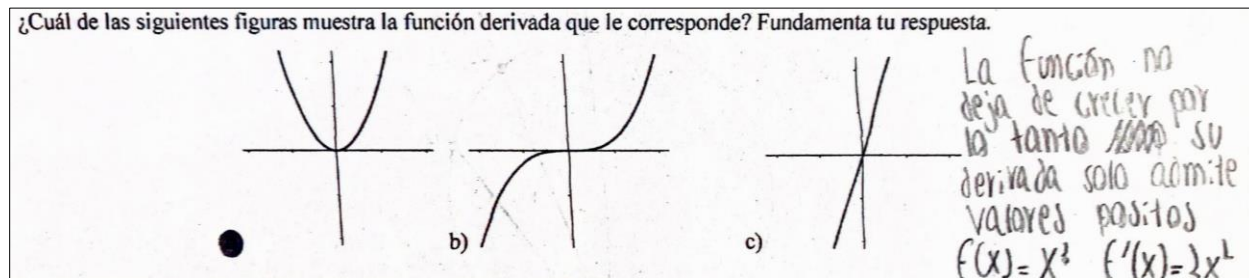 ¿Cuál de las siguientes figuras muestra la función derivada que le corresponde? Fundamenta tu respuesta.
b)
c)
La función no
deja de crecer por
lo tanto su
derivada solo admite
valores positos
f(x) = x³ f'(x) = 3x²